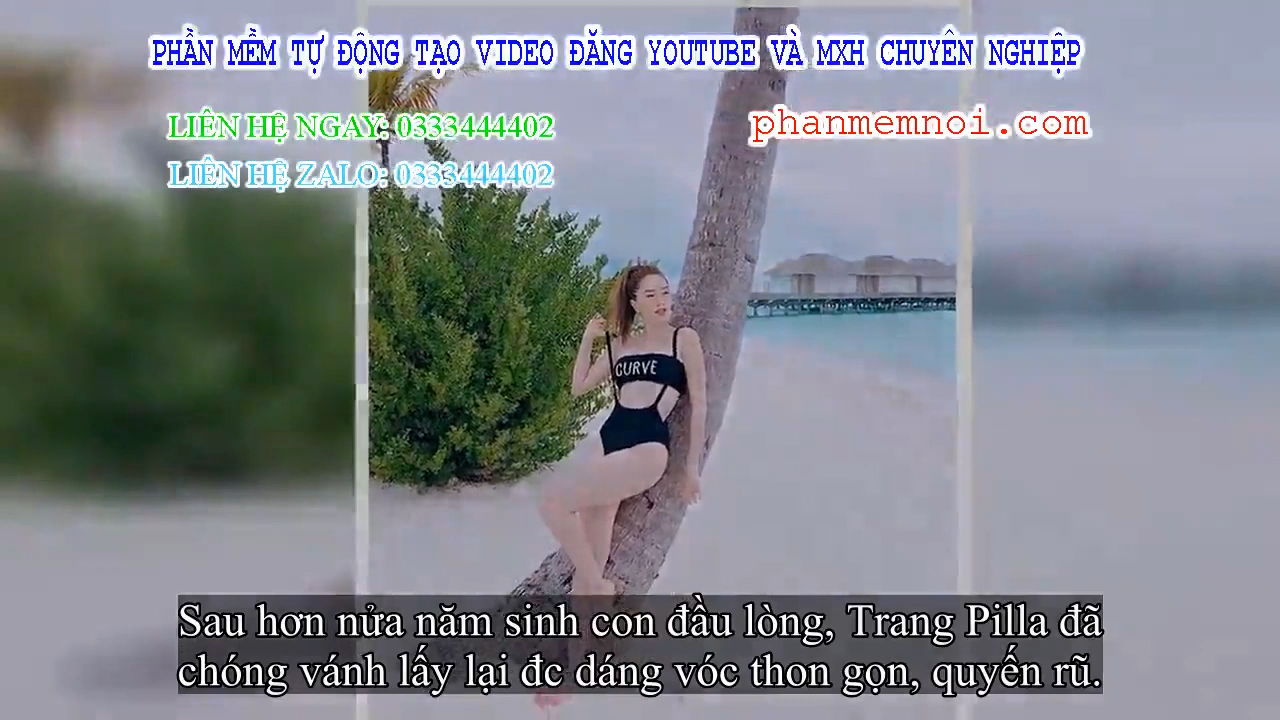 PHẦN MỀM TỰ ĐỘNG TẠO VIDEO ĐĂNG YOUTUBE VÀ MXH CHUYÊN NGHIỆP
LIÊN HỆ NGAY: 0333444402
phanmemnoi.com
LIÊN HỆ ZALO: 0333444402
CURVE
Sau hơn nửa năm sinh con đầu lòng, Trang Pilla đã
chóng vánh lấy lại đc dáng vóc thon gọn, quyến rũ.